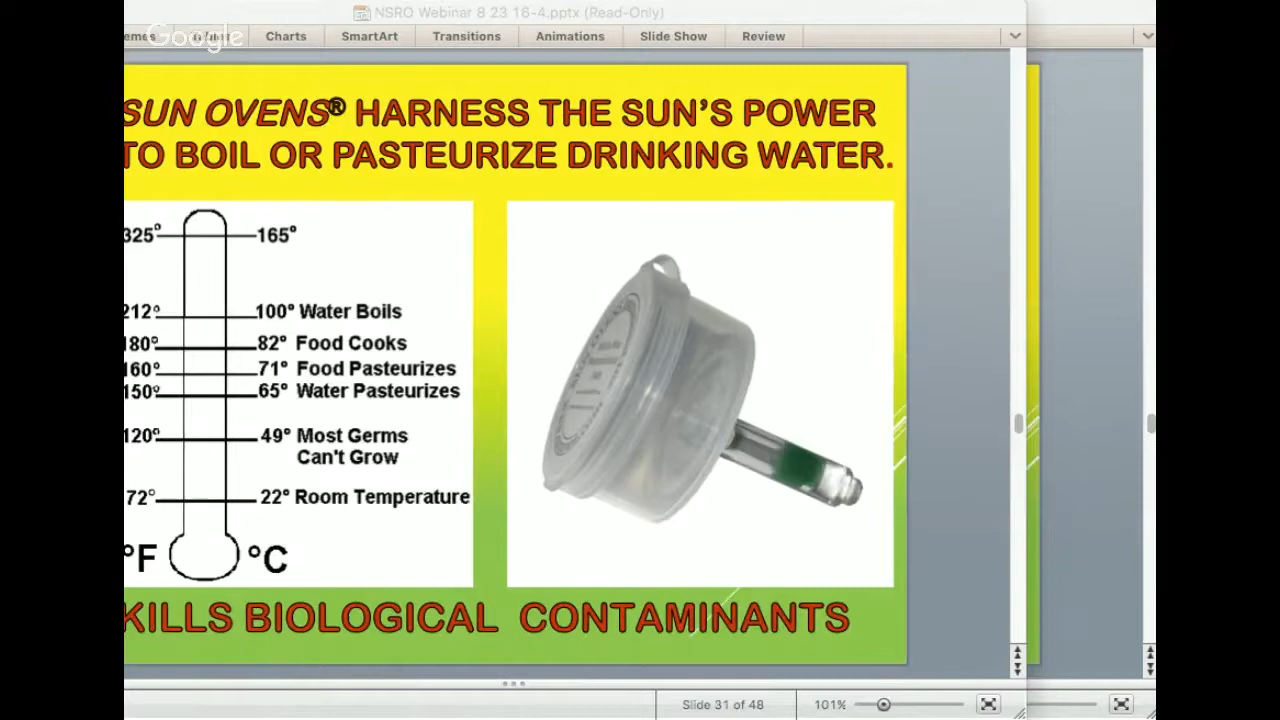 NSRO Webinar 8 23 16-4.pptx (Read-Only)
Google
Charts
SmartArt
Transitions
Animations
Slide Show
Review
SUN OVENS® HARNESS THE SUN’S POWER
TO BOIL OR PASTEURIZE DRINKING WATER.
325° 165°
212° 100° Water Boils
180° 82° Food Cooks
160° 71° Food Pasteurizes
150° 65° Water Pasteurizes
120° 49° Most Germs
Can't Grow
72° 22° Room Temperature
°F °C
KILLS BIOLOGICAL CONTAMINANTS
Slide 31 of 48
101%